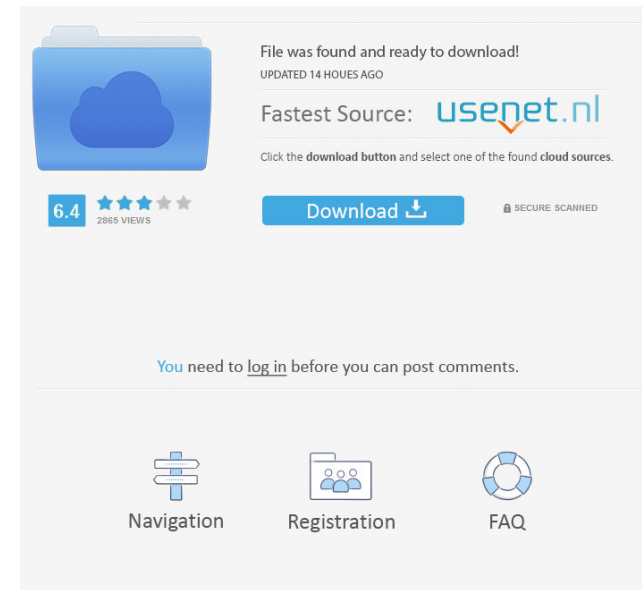 File was found and ready to download!
UPDATED 14 HOUES AGO
Fastest Source: usenet.nl
Click the download button and select one of the found cloud sources.
6.4
2865 VIEWS
Download
SECURE SCANNED
You need to log in before you can post comments.
Navigation
Registration
FAQ